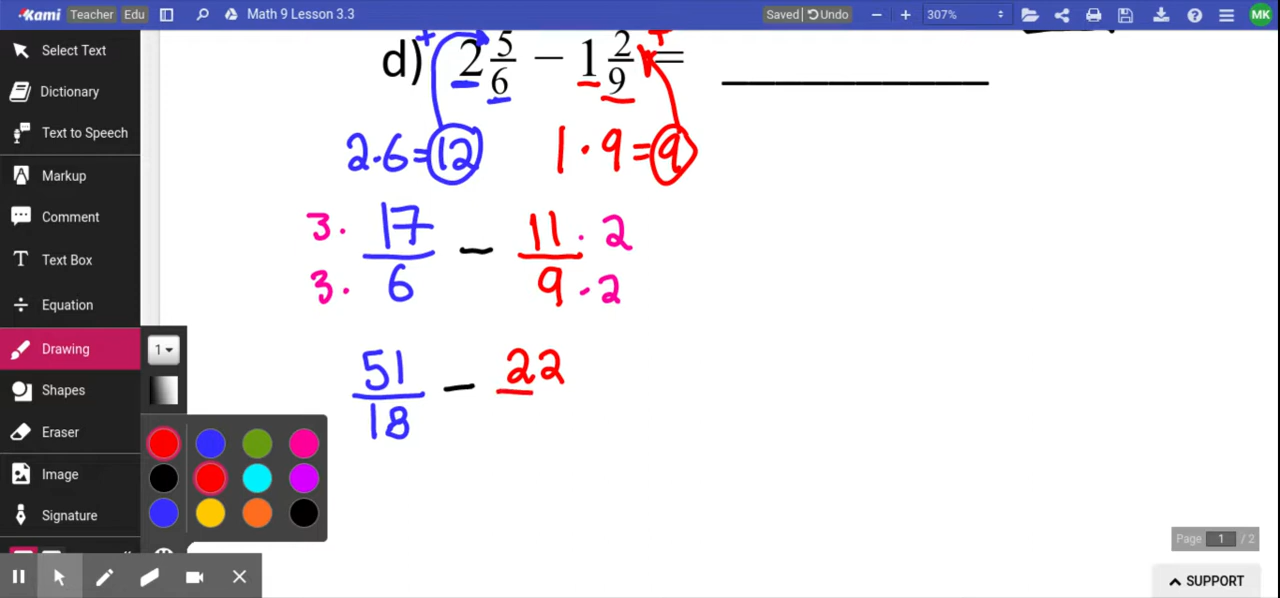 Kami Teacher Edu Math 9 Lesson 3.3 Saved Undo 307% MK
Select Text
Dictionary
Text to Speech
Markup
Comment
Text Box
Equation
Drawing 1
Shapes
Eraser
Image
Signature
d) 2 5/6 − 1 2/9 = ____________
+ +
2·6=12 1·9=9
3· 17/6 − 11/9 ·2
3· ·2
51/18 − 22
Page 1 / 2
SUPPORT